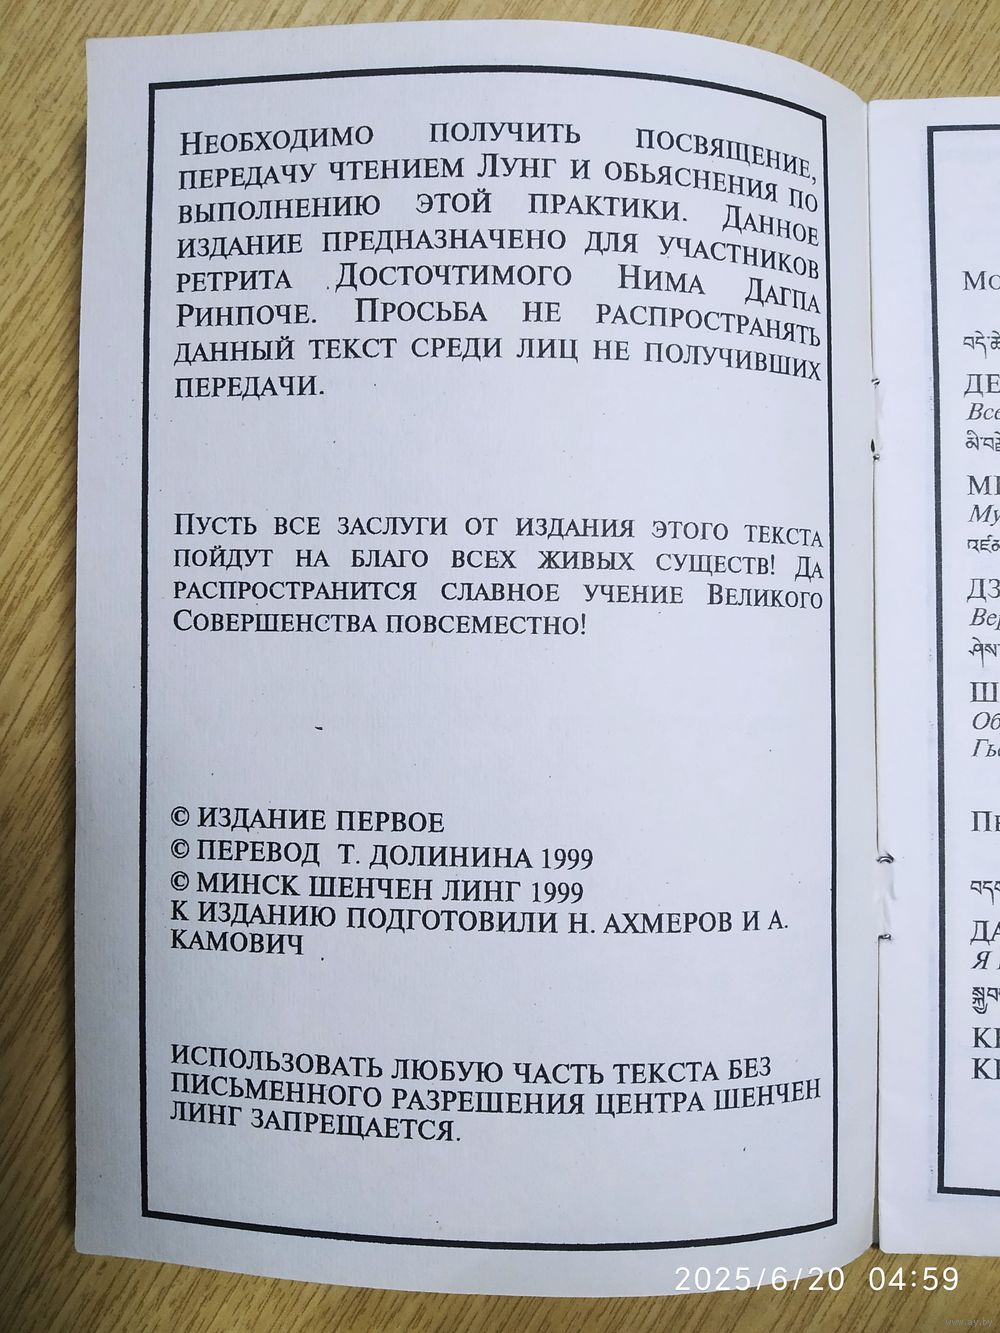 Необходимо получить посвящение,
передачу чтением Лунг и обьяснения по
выполнению этой практики. Данное
издание предназначено для участников
ретрита Досточтимого Нима Дагпа
Ринпоче. Просьба не распространять
данный текст среди лиц не получивших
передачи.
Пусть все заслуги от издания этого текста
пойдут на благо всех живых существ! Да
распространится славное учение Великого
Совершенства повсеместно!
© ИЗДАНИЕ ПЕРВОЕ
© ПЕРЕВОД Т. ДОЛИНИНА 1999
© МИНСК ШЕНЧЕН ЛИНГ 1999
К ИЗДАНИЮ ПОДГОТОВИЛИ Н. АХМЕРОВ И А.
КАМОВИЧ
ИСПОЛЬЗОВАТЬ ЛЮБУЮ ЧАСТЬ ТЕКСТА БЕЗ
ПИСЬМЕННОГО РАЗРЕШЕНИЯ ЦЕНТРА ШЕНЧЕН
ЛИНГ ЗАПРЕЩАЕТСЯ.
2025/6/20 04:59
www.ay.by